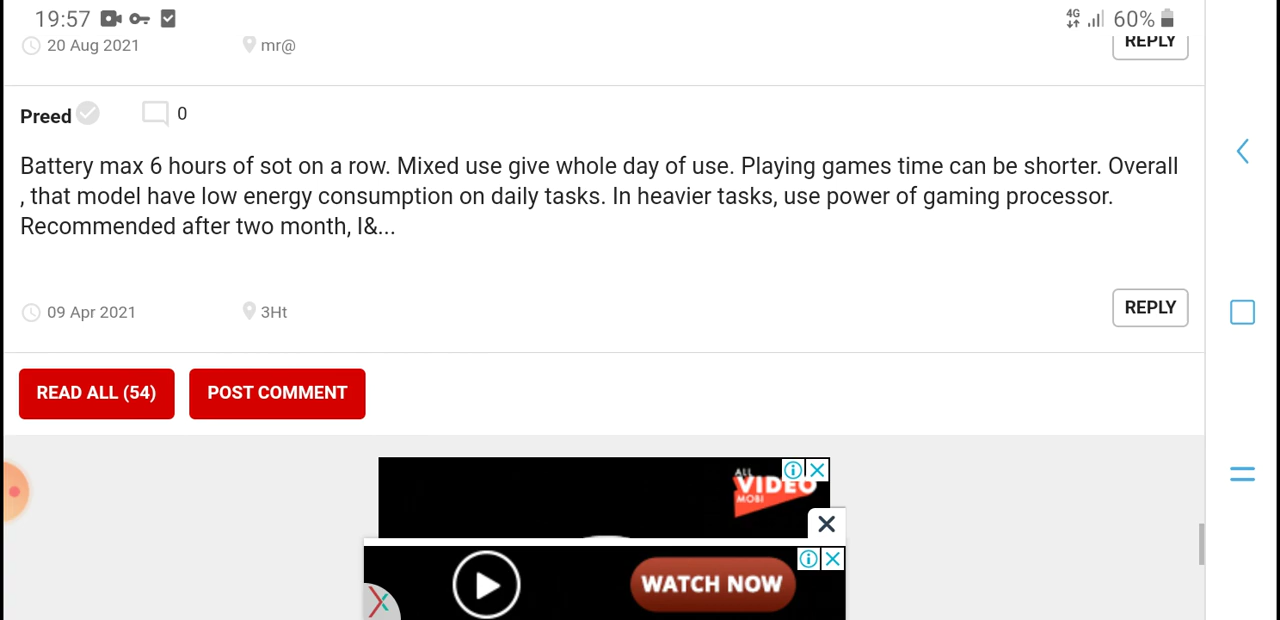 19:57 4G 60%
20 Aug 2021 mr@ REPLY
Preed 0
Battery max 6 hours of sot on a row. Mixed use give whole day of use. Playing games time can be shorter. Overall
, that model have low energy consumption on daily tasks. In heavier tasks, use power of gaming processor.
Recommended after two month, I&...
09 Apr 2021 3Ht REPLY
READ ALL (54) POST COMMENT
ALL
VIDEO
MOBI
WATCH NOW